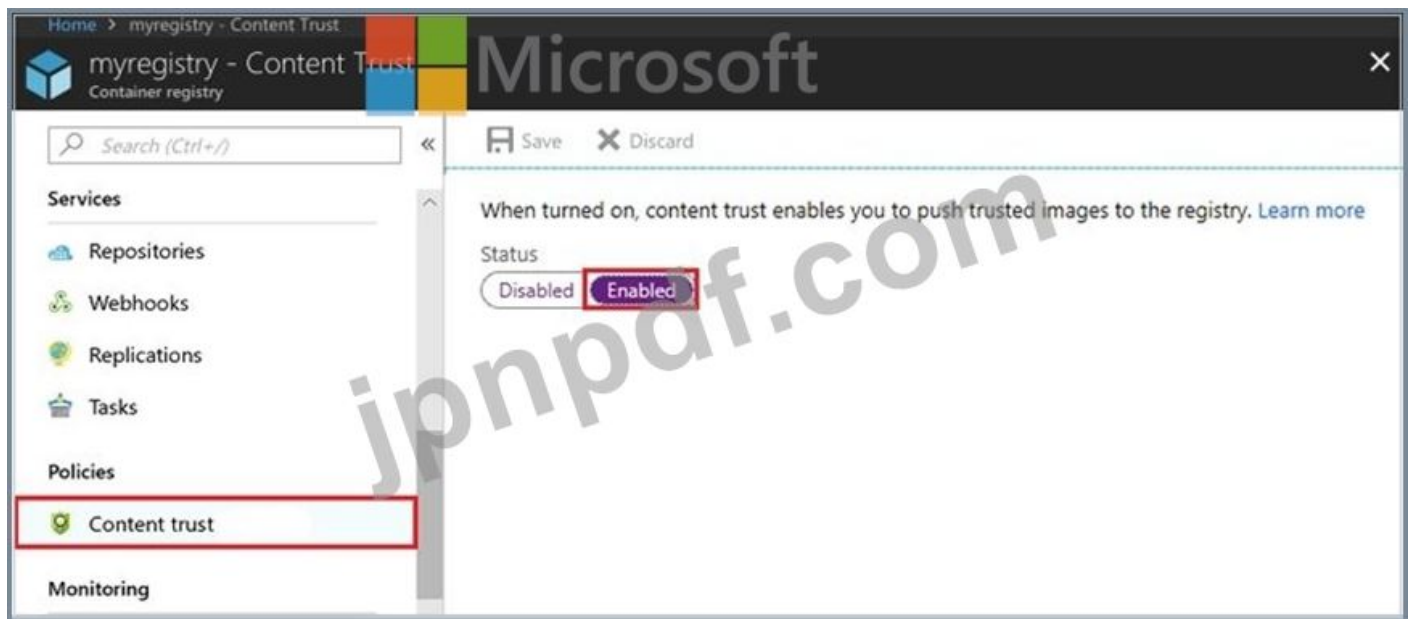 Home > myregistry - Content Trust
myregistry - Content Trust
Container registry
Microsoft
Search (Ctrl+/)
«
Save
Discard
Services
Repositories
Webhooks
Replications
Tasks
Policies
Content trust
Monitoring
When turned on, content trust enables you to push trusted images to the registry. Learn more
Status
Disabled Enabled
jpnpdf.com